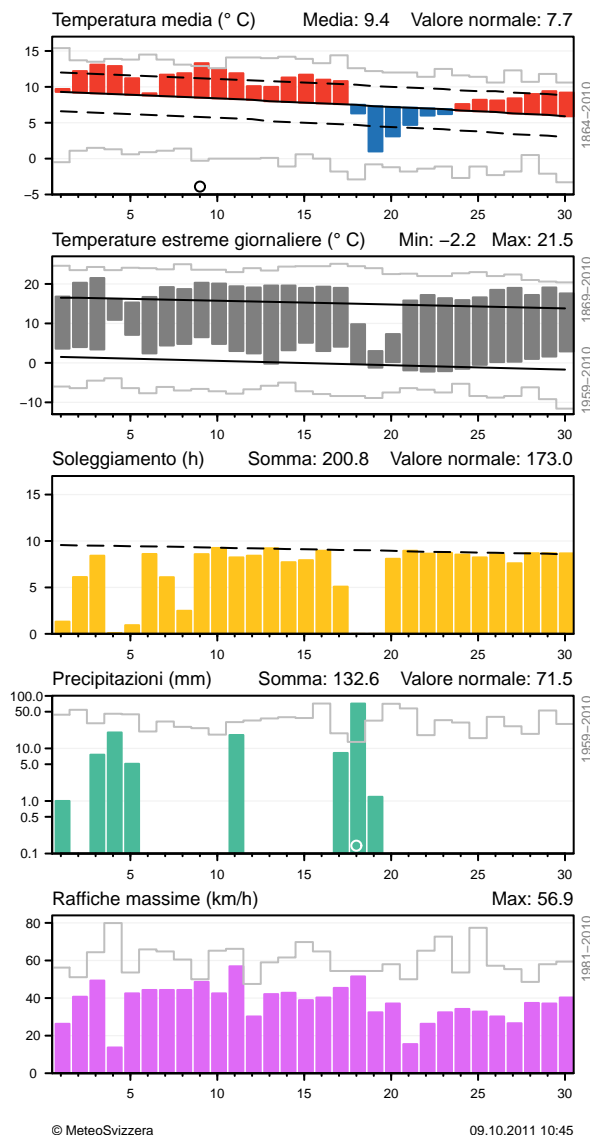 Temperatura media (° C) Media: 9.4 Valore normale: 7.7
15
10
5
0
−5
5 10 15 20 25 30
1864−2010
Temperature estreme giornaliere (° C) Min: −2.2 Max: 21.5
20
10
0
−10
5 10 15 20 25 30
1869−2010
1959−2010
Soleggiamento (h) Somma: 200.8 Valore normale: 173.0
15
10
5
0
5 10 15 20 25 30
Precipitazioni (mm) Somma: 132.6 Valore normale: 71.5
100.0
50.0
10.0
5.0
1.0
0.5
0.1
5 10 15 20 25 30
1959−2010
Raffiche massime (km/h) Max: 56.9
80
60
40
20
0
5 10 15 20 25 30
1981−2010
© MeteoSvizzera 09.10.2011 10:45